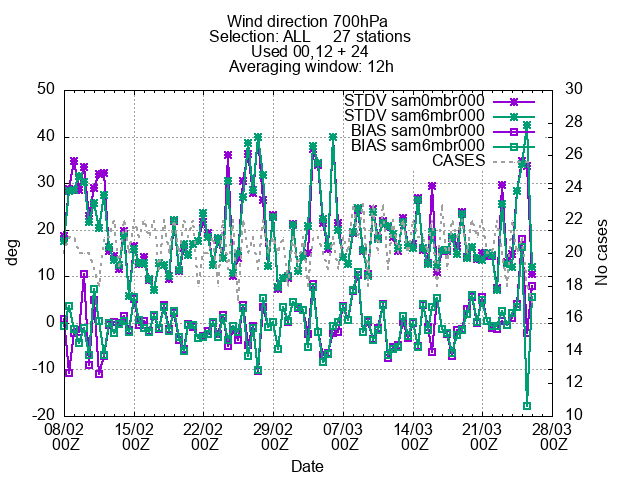 Wind direction 700hPa
Selection: ALL 27 stations
Used 00,12 + 24
Averaging window: 12h
STDV sam0mbr000
STDV sam6mbr000
BIAS sam0mbr000
BIAS sam6mbr000
CASES
50
40
30
20
10
0
-10
-20
deg
30
28
26
24
22
20
18
16
14
12
10
No cases
08/02 15/02 22/02 29/02 07/03 14/03 21/03 28/03
00Z 00Z 00Z 00Z 00Z 00Z 00Z 00Z
Date